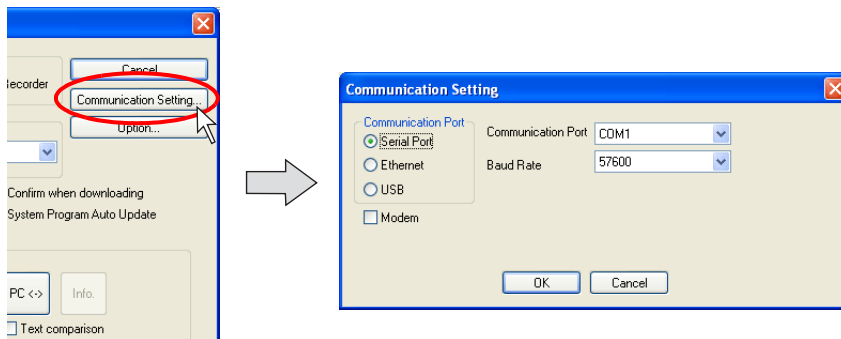 Cancel
Recorder
Communication Setting...
Option...
Confirm when downloading
System Program Auto Update
PC <->
Info.
Text comparison
Communication Setting
Communication Port
Serial Port
Ethernet
USB
Modem
Communication Port COM1
Baud Rate 57600
OK Cancel